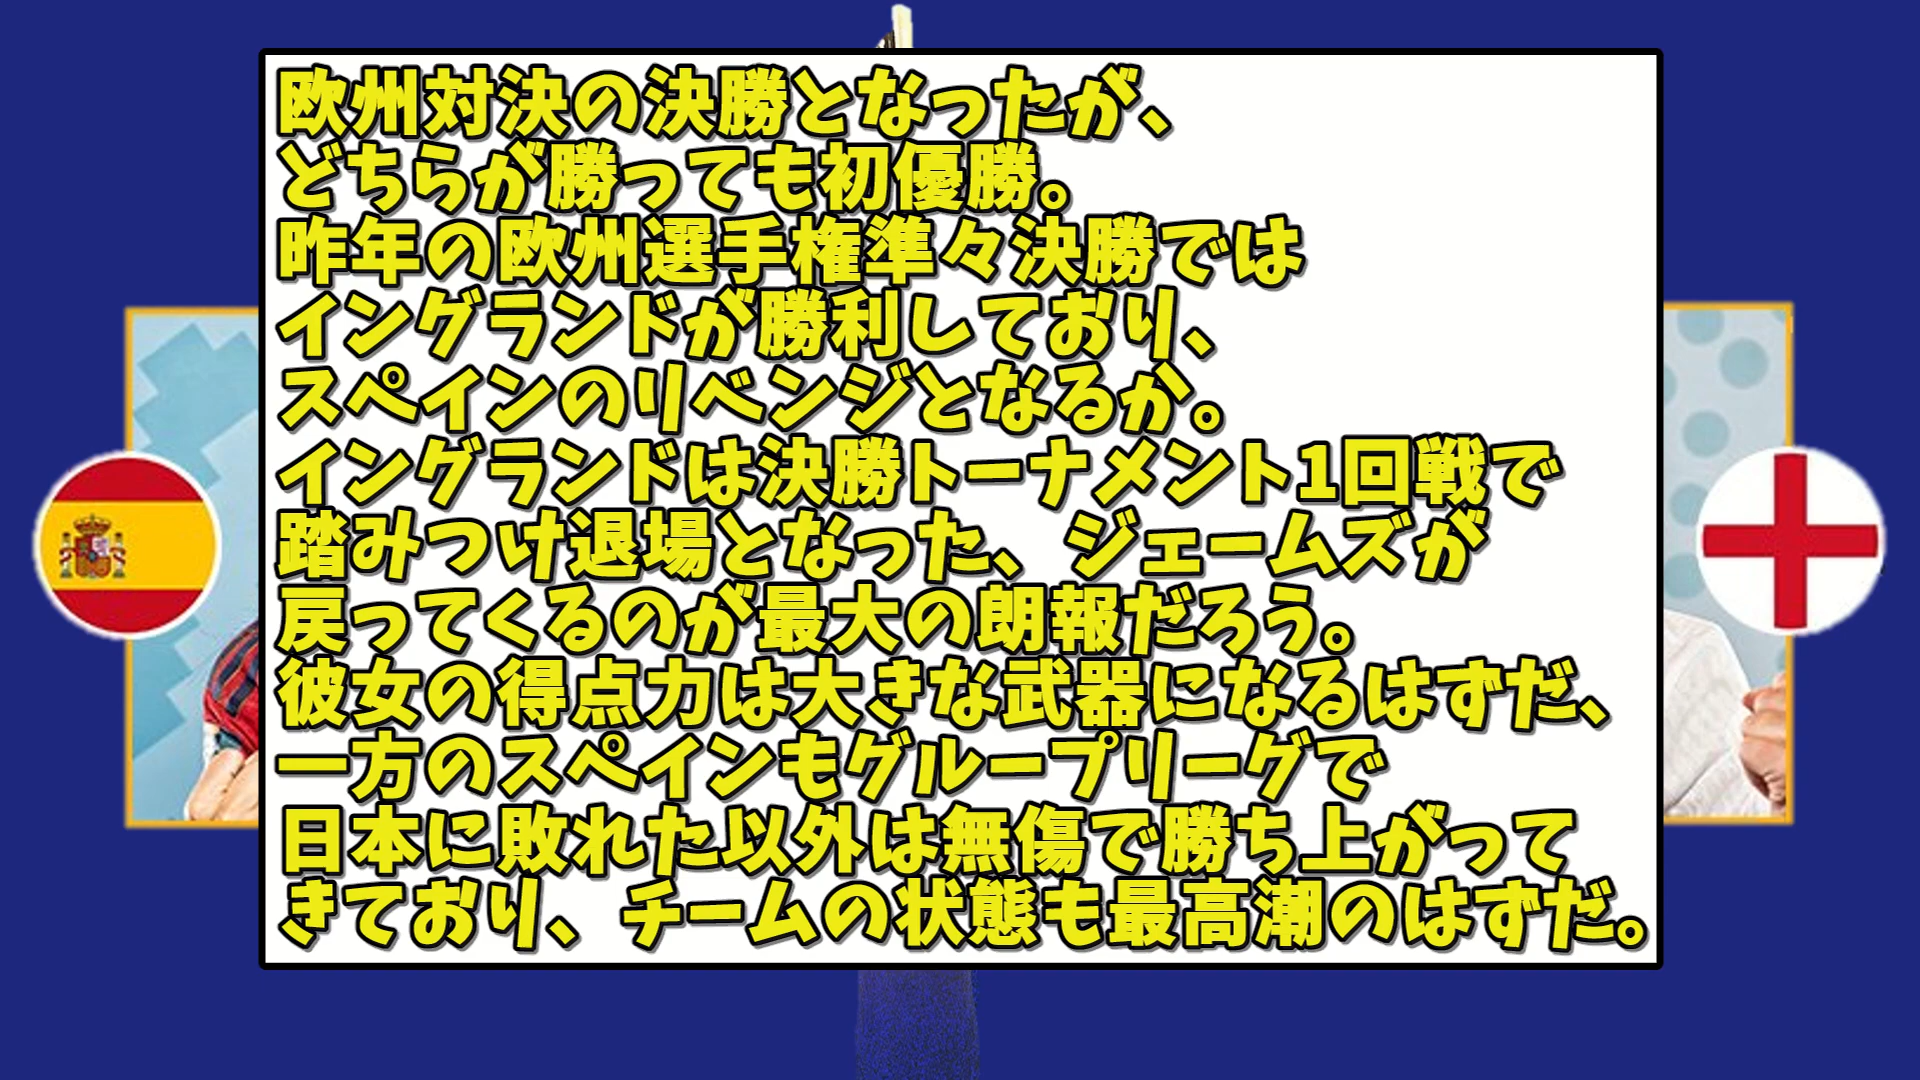 欧州対決の決勝となったが、
どちらが勝っても初優勝。
昨年の欧州選手権準々決勝では
イングランドが勝利しており、
スペインのリベンジとなるか。
イングランドは決勝トーナメント1回戦で
踏みつけ退場となった、ジェームズが
戻ってくるのが最大の朗報だろう。
彼女の得点力は大きな武器になるはずだ、
一方のスペインもグループリーグで
日本に敗れた以外は無傷で勝ち上がって
きており、チームの状態も最高潮のはずだ。